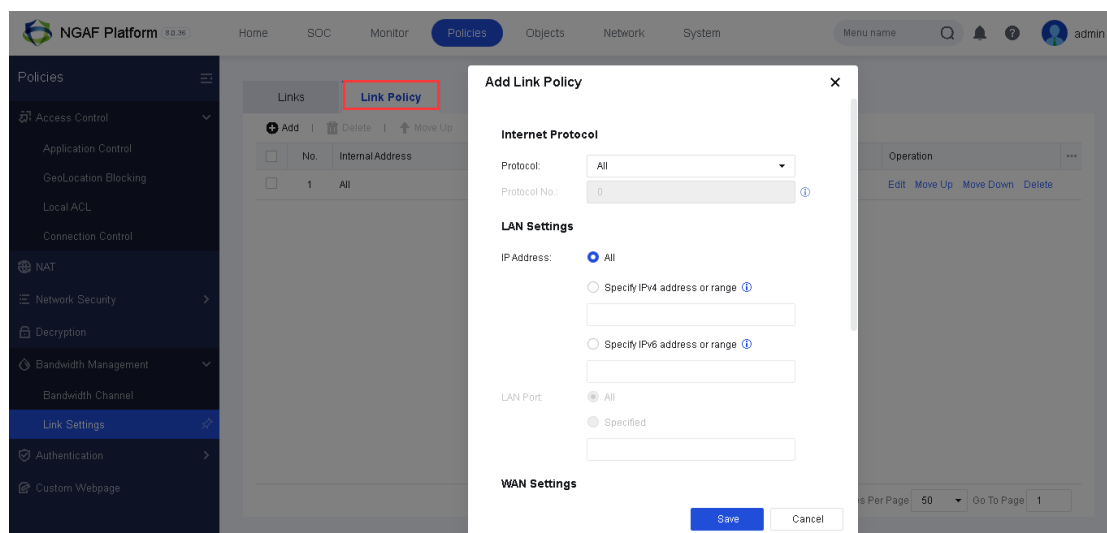 NGAF Platform 8.0.36 Home SOC Monitor Policies Objects Network System Menu name admin
Policies
Access Control
Application Control
GeoLocation Blocking
Local ACL
Connection Control
NAT
Network Security
Decryption
Bandwidth Management
Bandwidth Channel
Link Settings
Authentication
Custom Webpage
Links Link Policy
Add Delete Move Up
No. Internal Address Operation
1 All Edit Move Up Move Down Delete
Per Page 50 Go To Page 1
Add Link Policy
Internet Protocol
Protocol: All
Protocol No.: 0
LAN Settings
IP Address: All
Specify IPv4 address or range
Specify IPv6 address or range
LAN Port: All
Specified
WAN Settings
Save Cancel